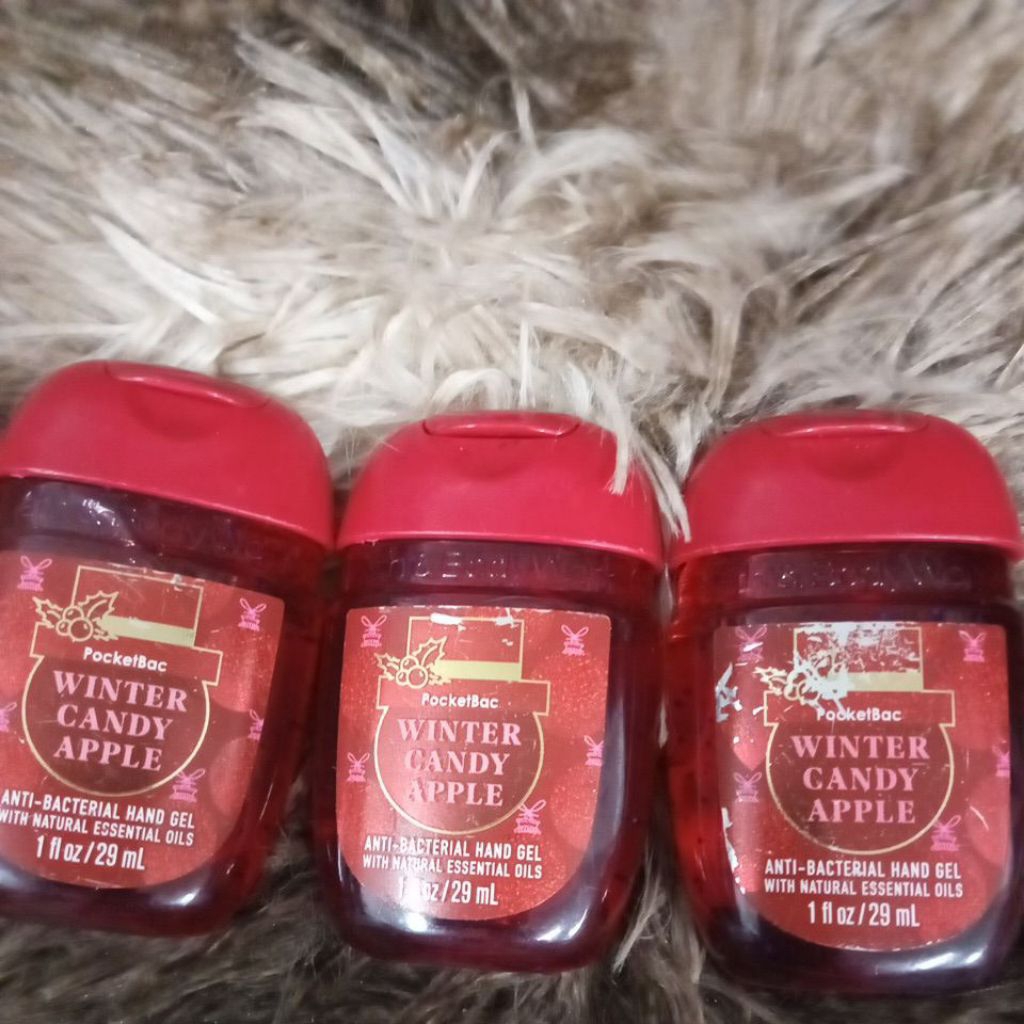 PocketBac
WINTER
CANDY
APPLE
ANTI-BACTERIAL HAND GEL
WITH NATURAL ESSENTIAL OILS
1 fl oz / 29 mL
PocketBac
WINTER
CANDY
APPLE
ANTI-BACTERIAL HAND GEL
WITH NATURAL ESSENTIAL OILS
1 fl oz / 29 mL
PocketBac
WINTER
CANDY
APPLE
ANTI-BACTERIAL HAND GEL
WITH NATURAL ESSENTIAL OILS
1 fl oz / 29 mL